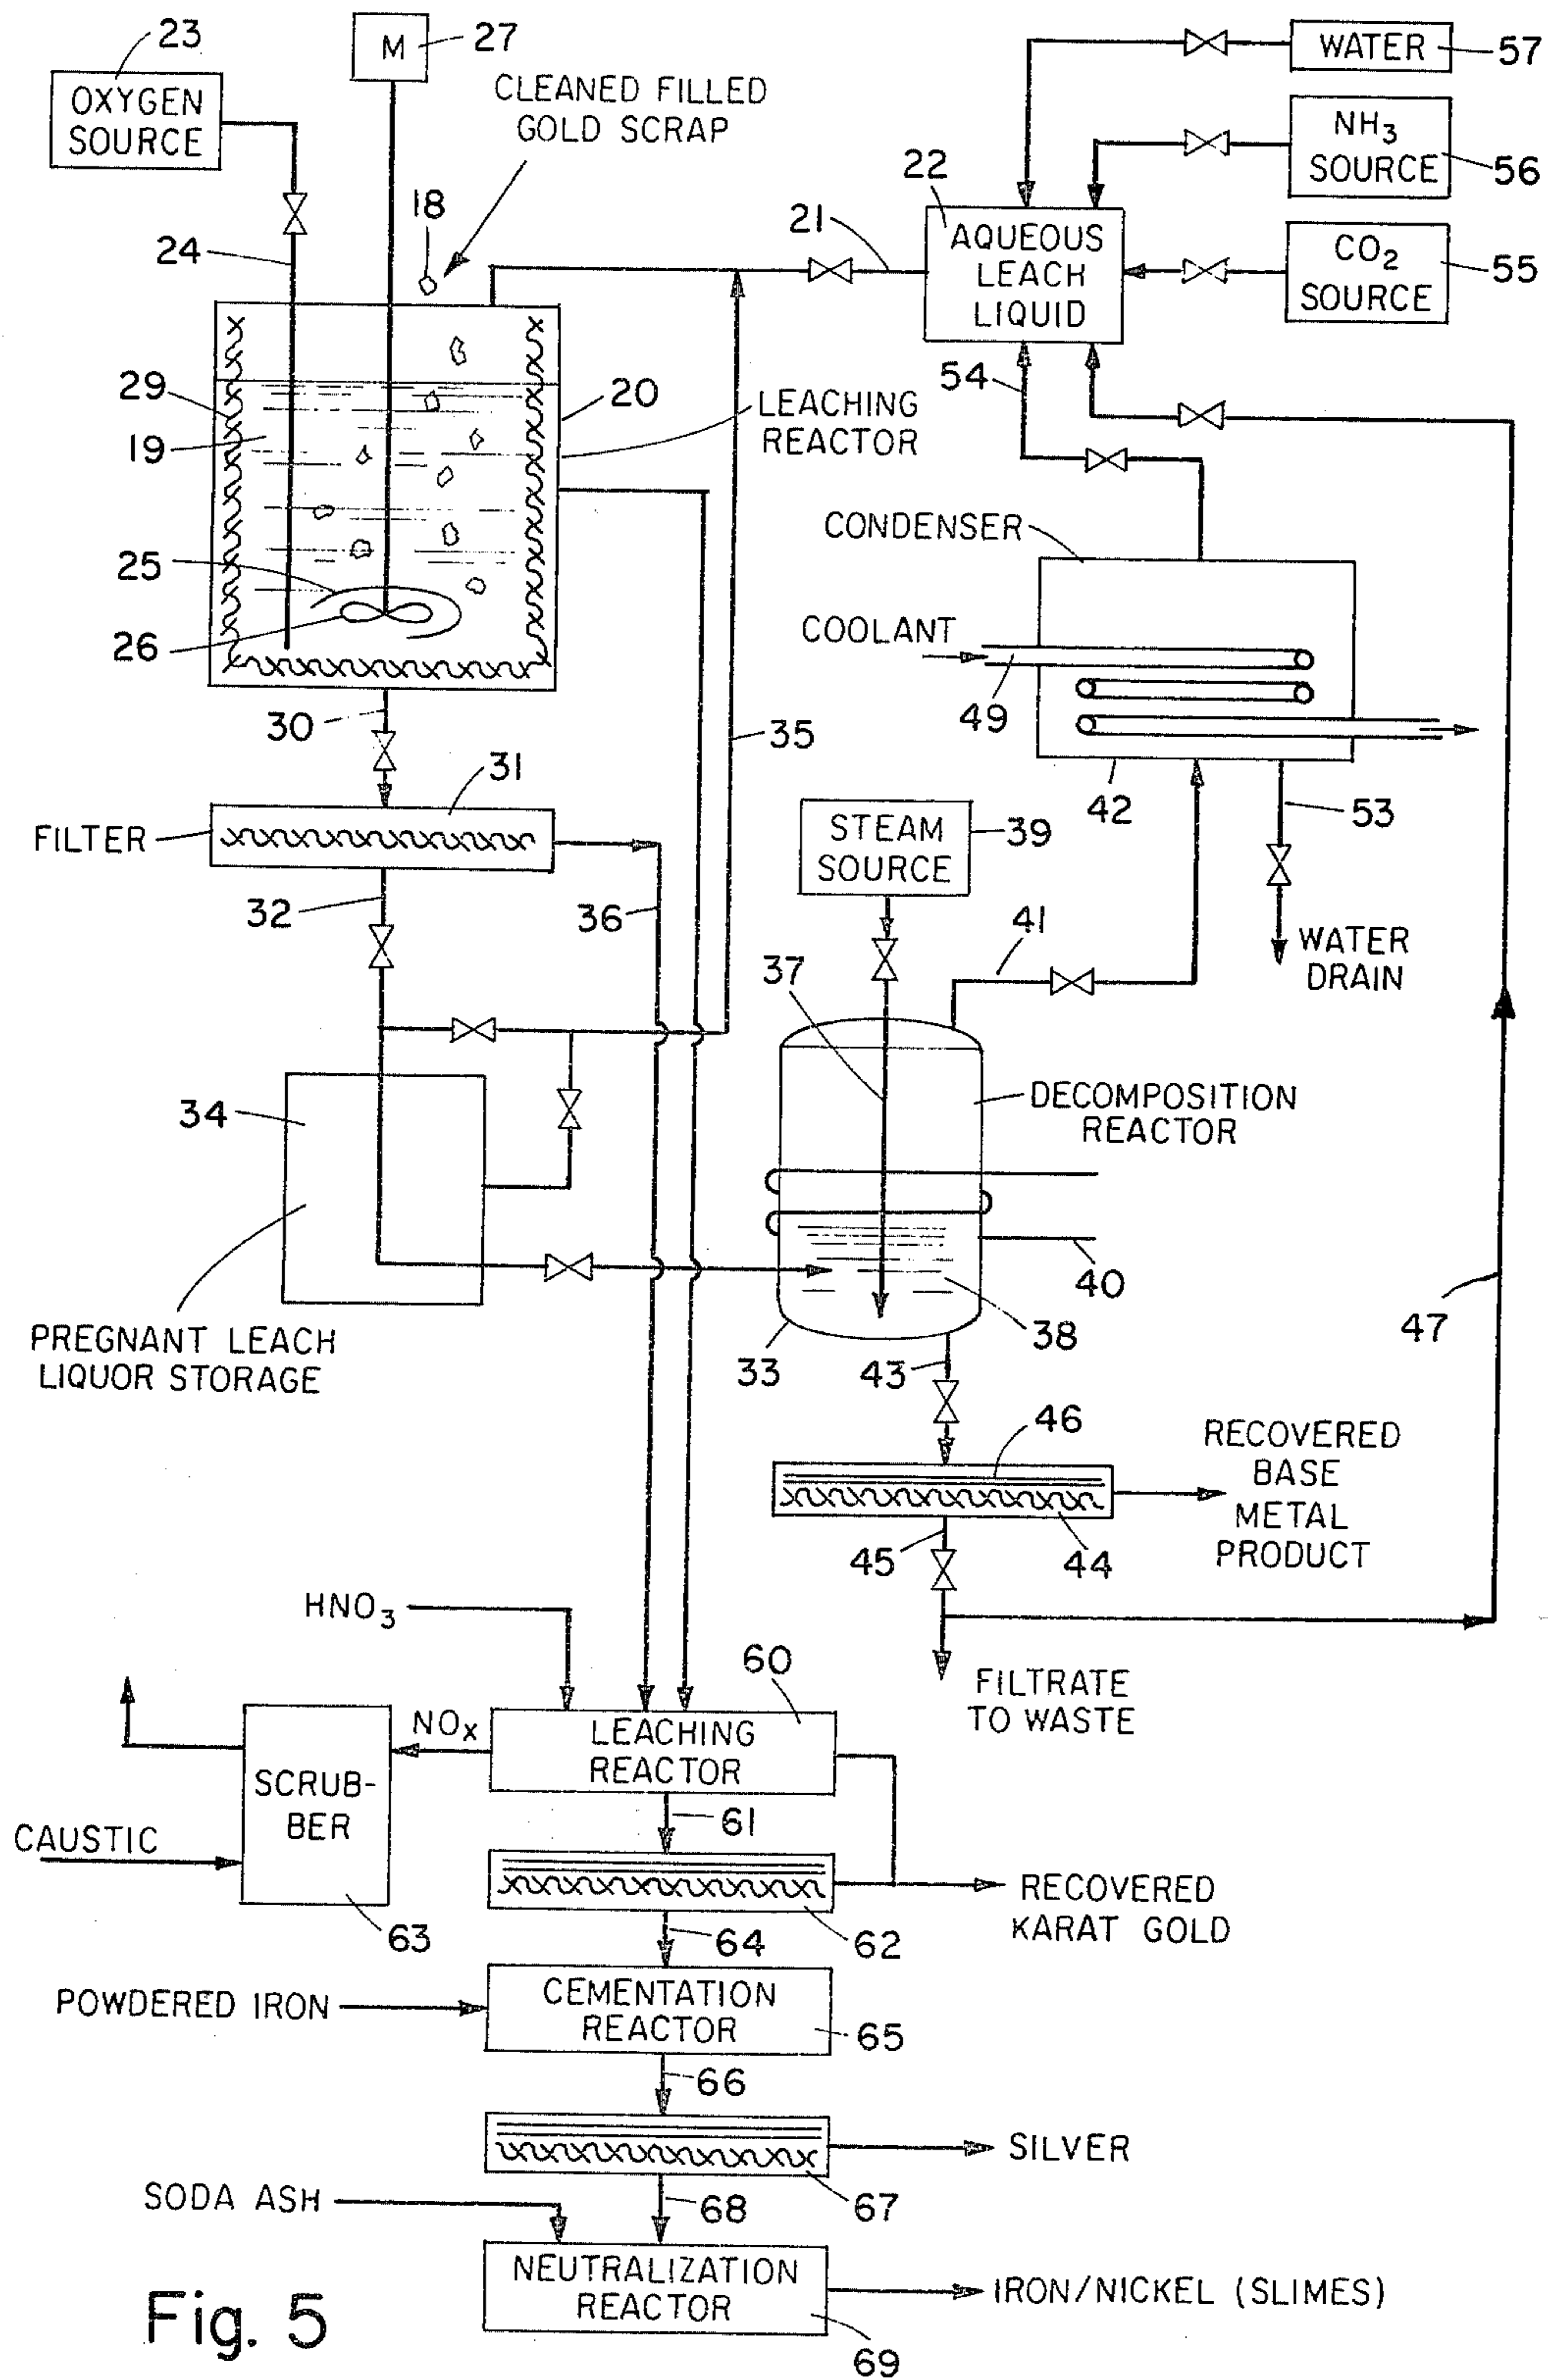 23
M
27
OXYGEN
SOURCE
CLEANED FILLED
GOLD SCRAP
WATER
57
NH3
SOURCE
56
22
18
21
24
AQUEOUS
LEACH
LIQUID
CO2
SOURCE
55
29
20
54
19
LEACHING
REACTOR
CONDENSER
25
26
COOLANT
49
30
35
31
42
53
FILTER
STEAM
SOURCE
39
32
36
41
WATER
DRAIN
37
34
DECOMPOSITION
REACTOR
40
47
38
PREGNANT LEACH
LIQUOR STORAGE
33
43
46
RECOVERED
BASE
METAL
PRODUCT
45
44
HNO3
60
FILTRATE
TO WASTE
NOx
LEACHING
REACTOR
SCRUB-
BER
61
CAUSTIC
63
64
62
RECOVERED
KARAT GOLD
POWDERED IRON
CEMENTATION
REACTOR
65
66
SILVER
SODA ASH
68
67
NEUTRALIZATION
REACTOR
IRON/NICKEL (SLIMES)
69
Fig. 5